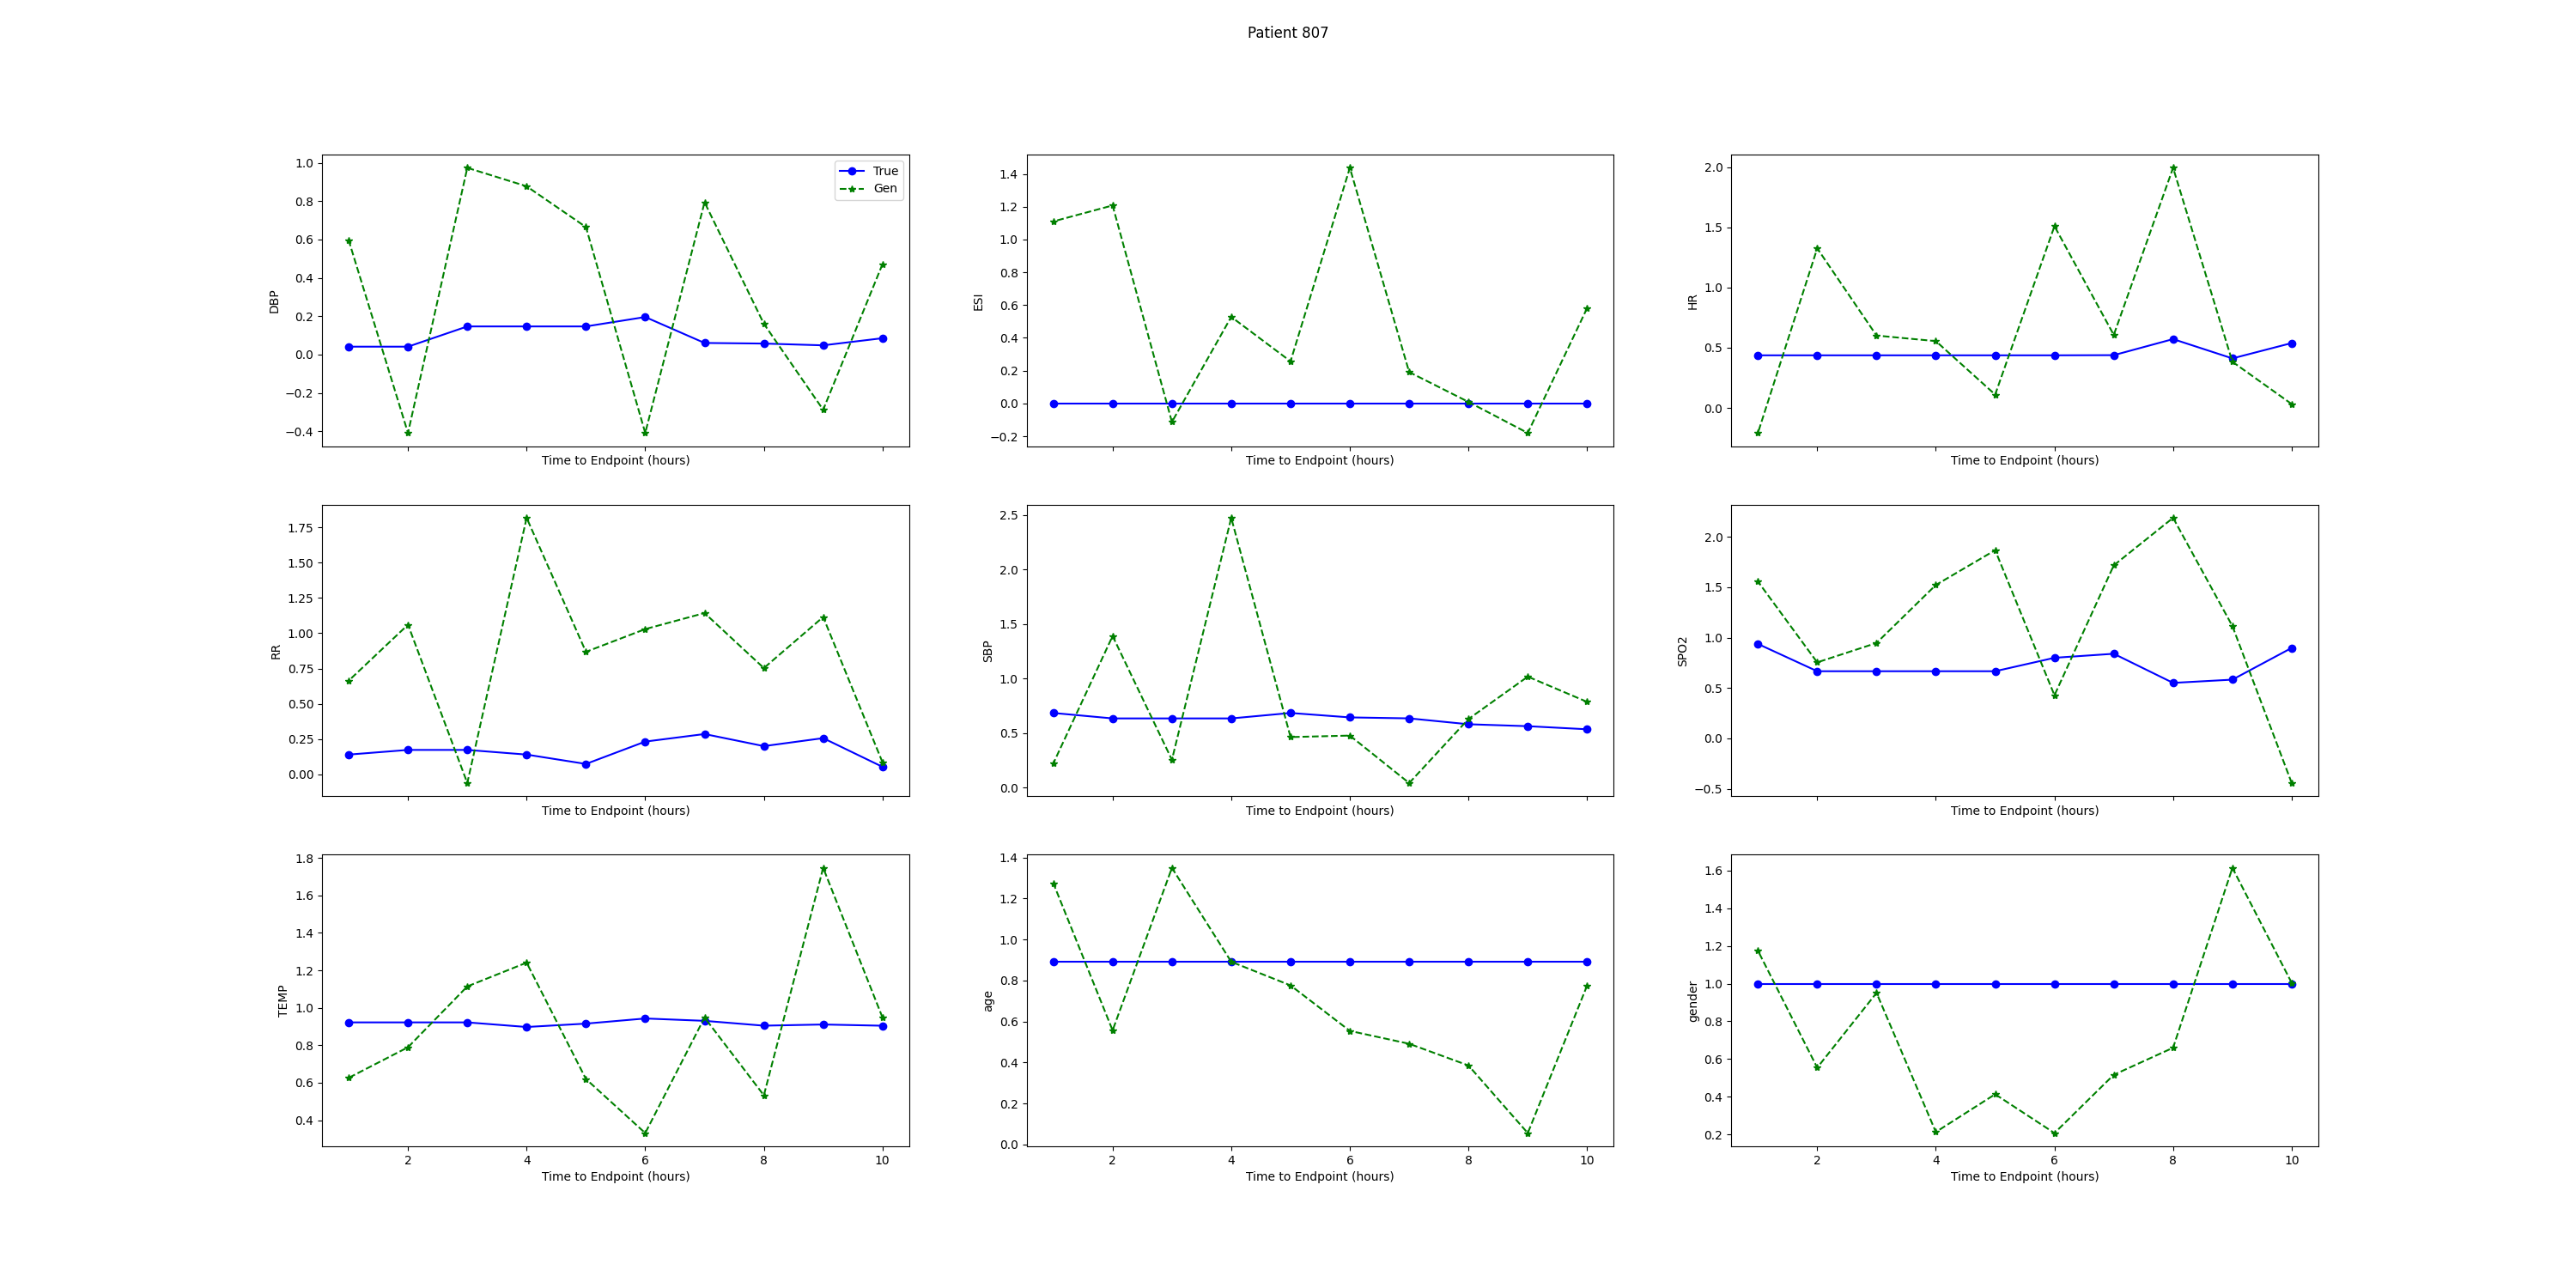 Patient 807
1.0
0.8
0.6
0.4
0.2
0.0
−0.2
−0.4
DBP
True
Gen
Time to Endpoint (hours)
1.4
1.2
1.0
0.8
0.6
0.4
0.2
0.0
−0.2
ESI
Time to Endpoint (hours)
2.0
1.5
1.0
0.5
0.0
HR
Time to Endpoint (hours)
1.75
1.50
1.25
1.00
0.75
0.50
0.25
0.00
RR
Time to Endpoint (hours)
2.5
2.0
1.5
1.0
0.5
0.0
SBP
Time to Endpoint (hours)
2.0
1.5
1.0
0.5
0.0
−0.5
SPO2
Time to Endpoint (hours)
1.8
1.6
1.4
1.2
1.0
0.8
0.6
0.4
TEMP
2 4 6 8 10
Time to Endpoint (hours)
1.4
1.2
1.0
0.8
0.6
0.4
0.2
0.0
age
2 4 6 8 10
Time to Endpoint (hours)
1.6
1.4
1.2
1.0
0.8
0.6
0.4
0.2
gender
2 4 6 8 10
Time to Endpoint (hours)